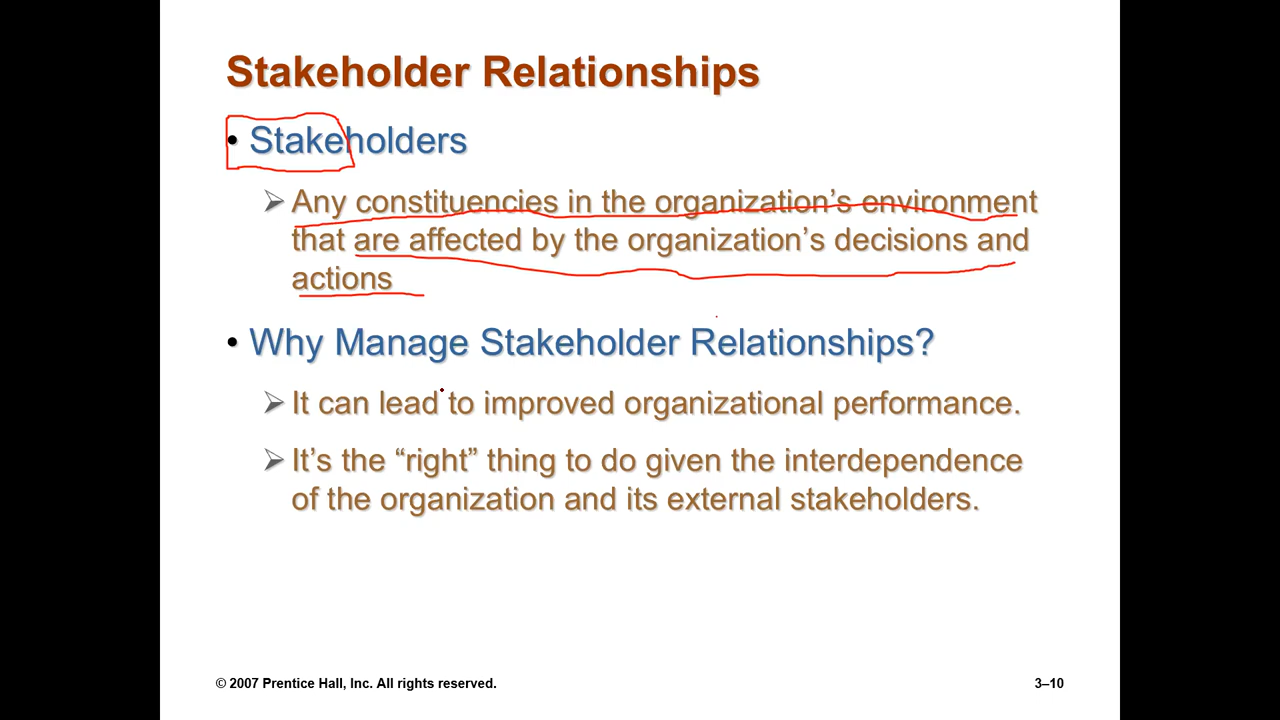 Stakeholder Relationships
• Stakeholders
➢ Any constituencies in the organization’s environment
that are affected by the organization’s decisions and
actions
• Why Manage Stakeholder Relationships?
➢ It can lead to improved organizational performance.
➢ It’s the “right” thing to do given the interdependence
of the organization and its external stakeholders.
© 2007 Prentice Hall, Inc. All rights reserved.
3–10